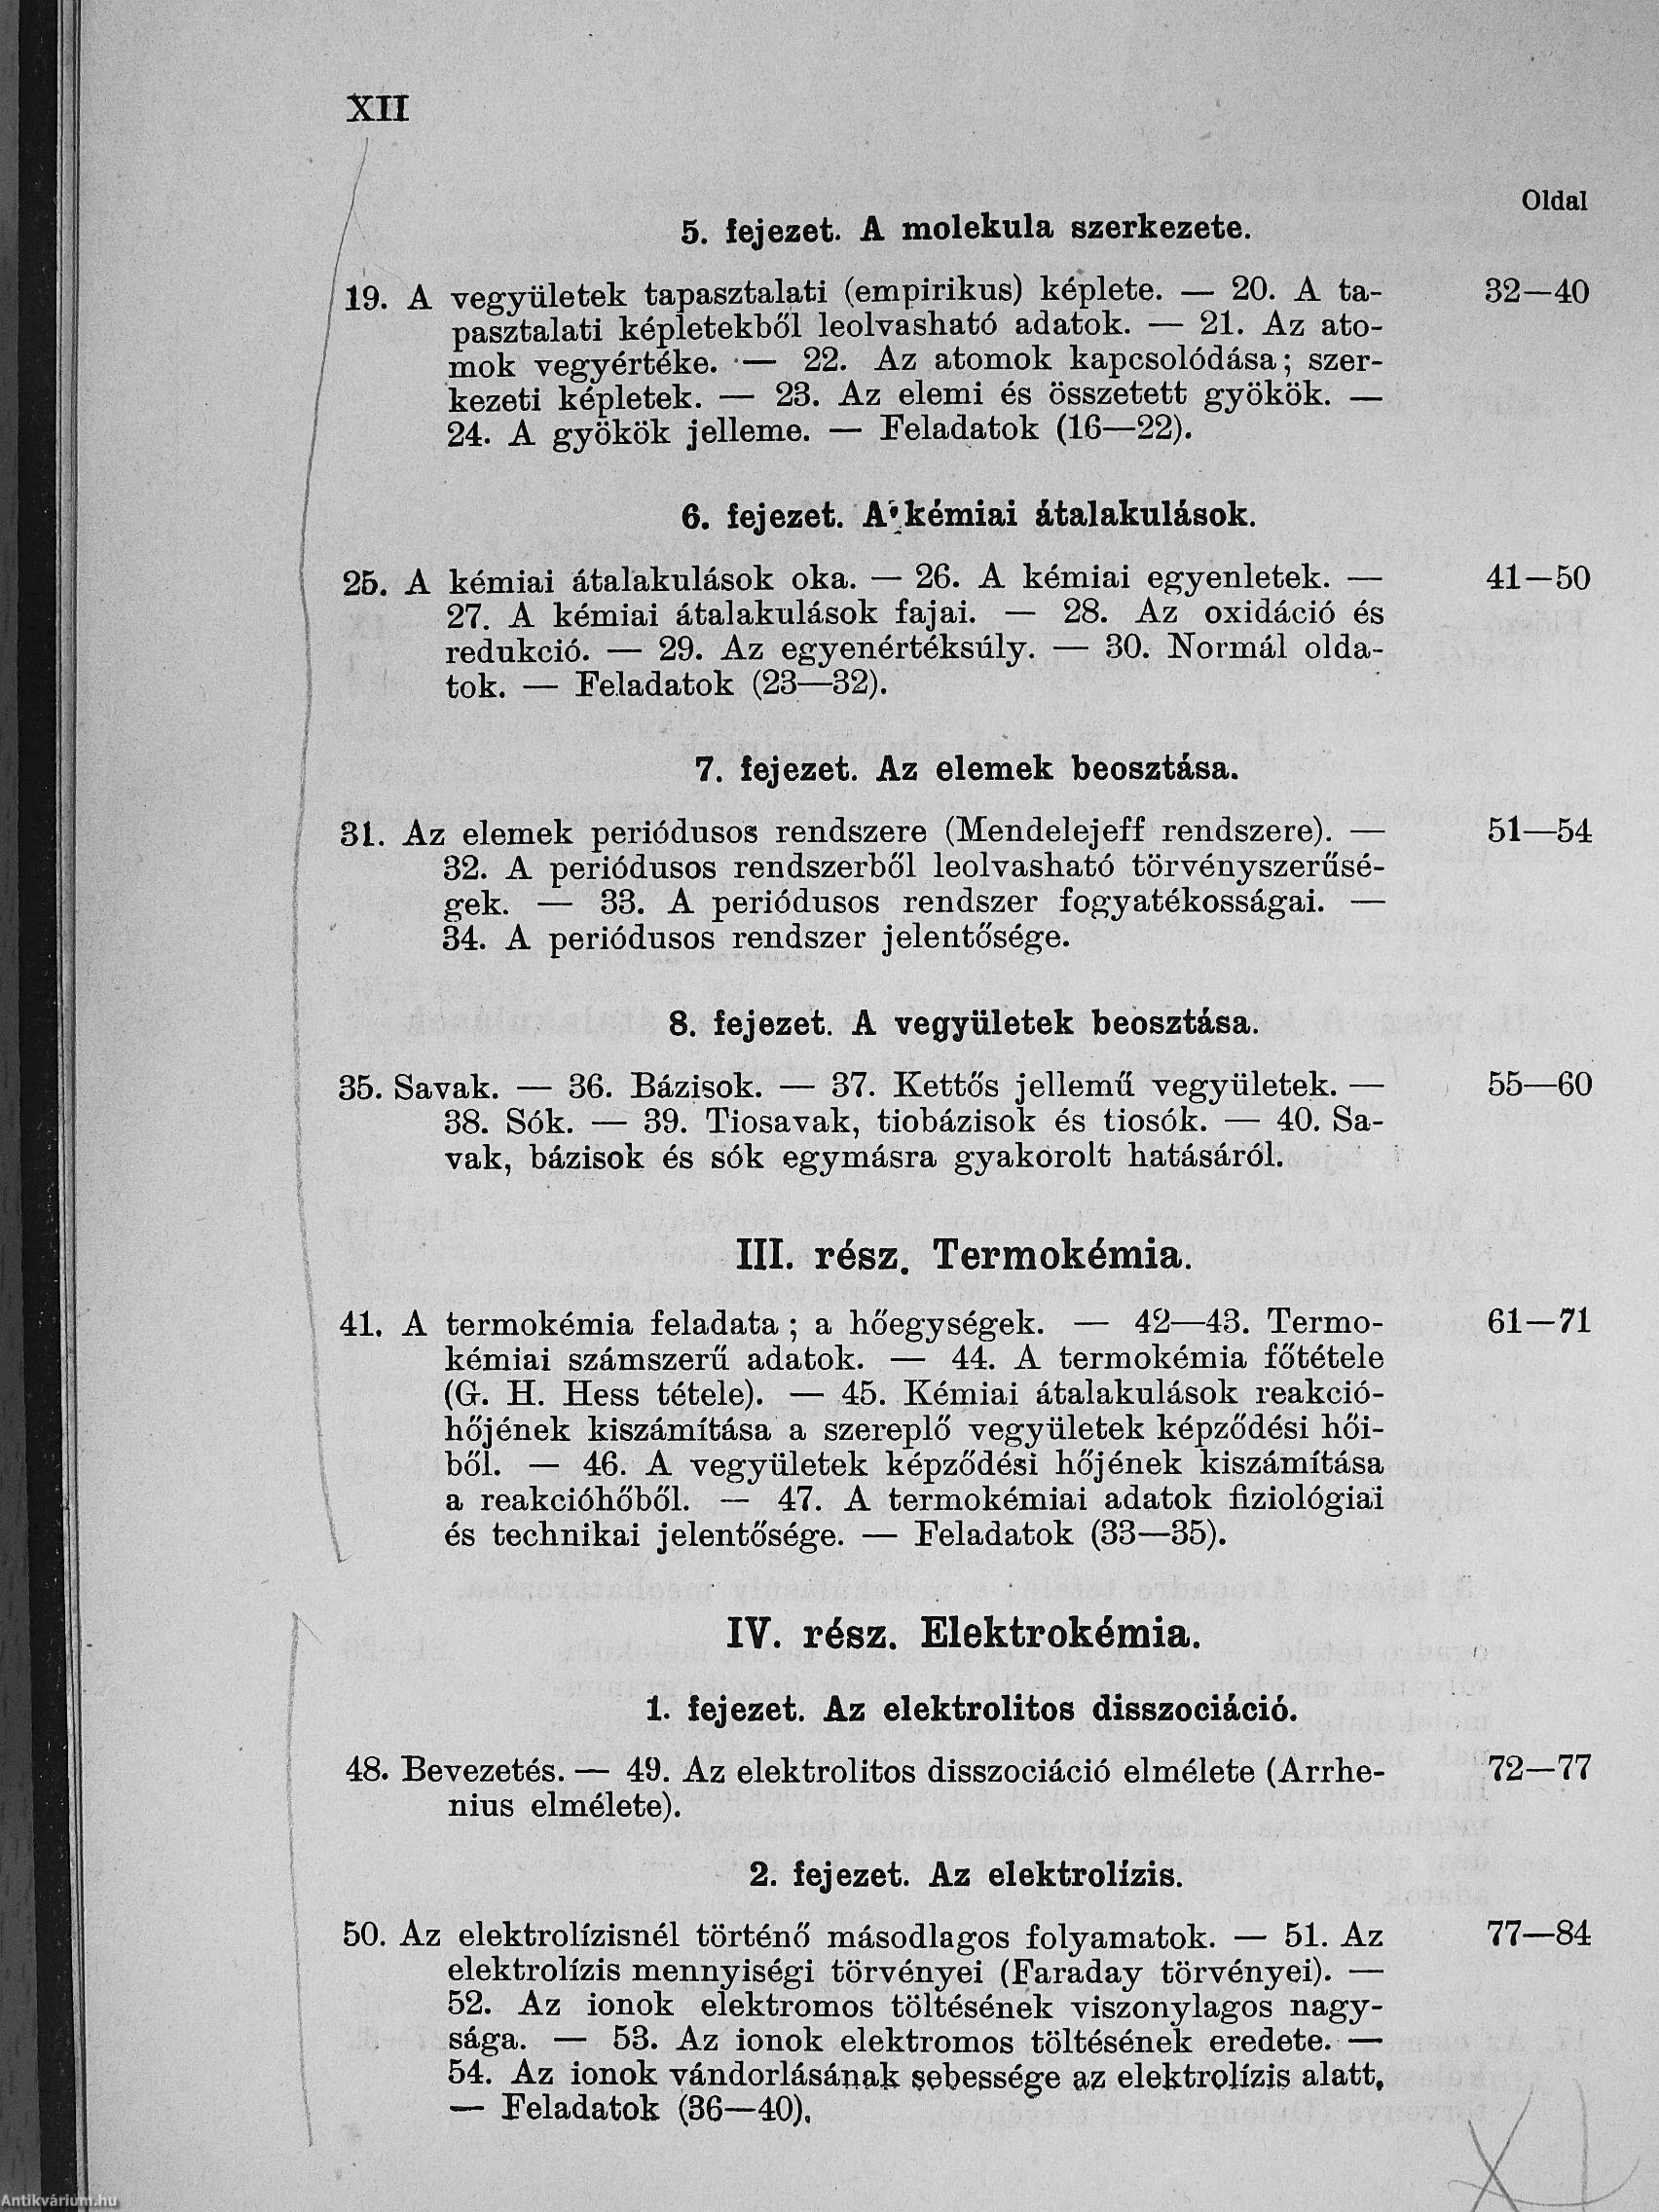 XII
Oldal
5. fejezet. A molekula szerkezete.
19. A vegyületek tapasztalati (empirikus) képlete. — 20. A ta- 32—40
pasztalati képletekből leolvasható adatok. — 21. Az ato-
mok vegyértéke. — 22. Az atomok kapcsolódása; szer-
kezeti képletek. — 23. Az elemi és összetett gyökök. —
24. A gyökök jelleme. — Feladatok (16—22).
6. fejezet. A kémiai átalakulások.
25. A kémiai átalakulások oka. — 26. A kémiai egyenletek. — 41—50
27. A kémiai átalakulások fajai. — 28. Az oxidáció és
redukció. — 29. Az egyenértéksúly. — 30. Normál olda-
tok. — Feladatok (23—32).
7. fejezet. Az elemek beosztása.
31. Az elemek periódusos rendszere (Mendelejeff rendszere). — 51—54
32. A periódusos rendszerből leolvasható törvényszerűsé-
gek. — 33. A periódusos rendszer fogyatékosságai. —
34. A periódusos rendszer jelentősége.
8. fejezet. A vegyületek beosztása.
35. Savak. — 36. Bázisok. — 37. Kettős jellemű vegyületek. — 55—60
38. Sók. — 39. Tiosavak, tiobázisok és tiosók. — 40. Sa-
vak, bázisok és sók egymásra gyakorolt hatásáról.
III. rész. Termokémia.
41. A termokémia feladata; a hőegységek. — 42—43. Termo- 61—71
kémiai számszerű adatok. — 44. A termokémia főtétele
(G. H. Hess tétele). — 45. Kémiai átalakulások reakció-
hőjének kiszámítása a szereplő vegyületek képződési hői-
ből. — 46. A vegyületek képződési hőjének kiszámítása
a reakcióhőből. — 47. A termokémiai adatok fiziológiai
és technikai jelentősége. — Feladatok (33—35).
IV. rész. Elektrokémia.
1. fejezet. Az elektrolitos disszociáció.
48. Bevezetés. — 49. Az elektrolitos disszociáció elmélete (Arrhe- 72—77
nius elmélete).
2. fejezet. Az elektrolízis.
50. Az elektrolízisnél történő másodlagos folyamatok. — 51. Az 77—84
elektrolízis mennyiségi törvényei (Faraday törvényei). —
52. Az ionok elektromos töltésének viszonylagos nagy-
sága. — 53. Az ionok elektromos töltésének eredete. —
54. Az ionok vándorlásának sebessége az elektrolízis alatt.
— Feladatok (36—40).
Antikvárium.hu